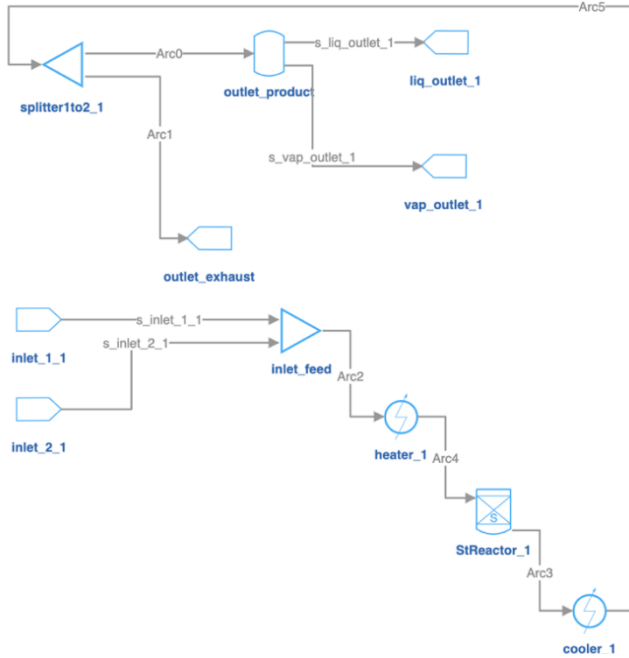 Arc5
Arc0
s_liq_outlet_1
liq_outlet_1
splitter1to2_1
outlet_product
Arc1
s_vap_outlet_1
vap_outlet_1
outlet_exhaust
s_inlet_1_1
inlet_1_1
s_inlet_2_1
inlet_feed
Arc2
inlet_2_1
heater_1
Arc4
S
StReactor_1
Arc3
cooler_1